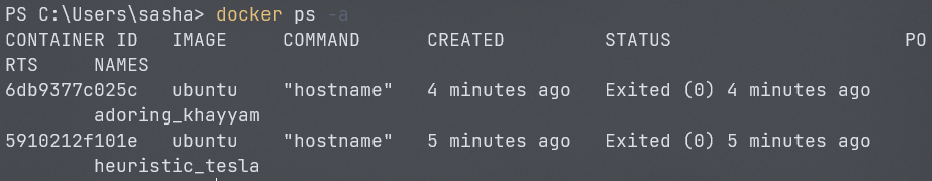 PS C:\Users\sasha> docker ps -a
CONTAINER ID   IMAGE     COMMAND      CREATED         STATUS                     PO
RTS     NAMES
6db9377c025c   ubuntu    "hostname"   4 minutes ago   Exited (0) 4 minutes ago
        adoring_khayyam
5910212f101e   ubuntu    "hostname"   5 minutes ago   Exited (0) 5 minutes ago
        heuristic_tesla